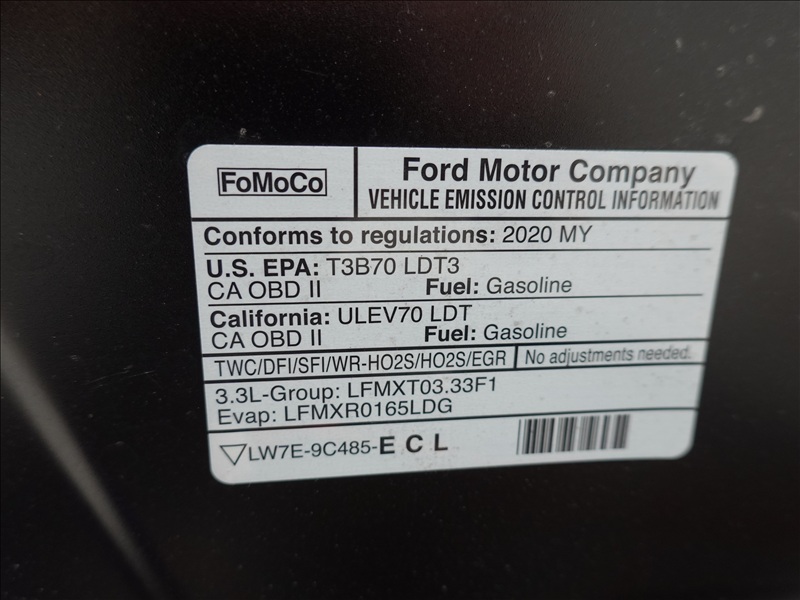 FoMoCo
Ford Motor Company
VEHICLE EMISSION CONTROL INFORMATION
Conforms to regulations: 2020 MY
U.S. EPA: T3B70 LDT3
CA OBD II Fuel: Gasoline
California: ULEV70 LDT
CA OBD II Fuel: Gasoline
TWC/DFI/SFI/WR-HO2S/HO2S/EGR No adjustments needed.
3.3L-Group: LFMXT03.33F1
Evap: LFMXR0165LDG
LW7E-9C485-E C L